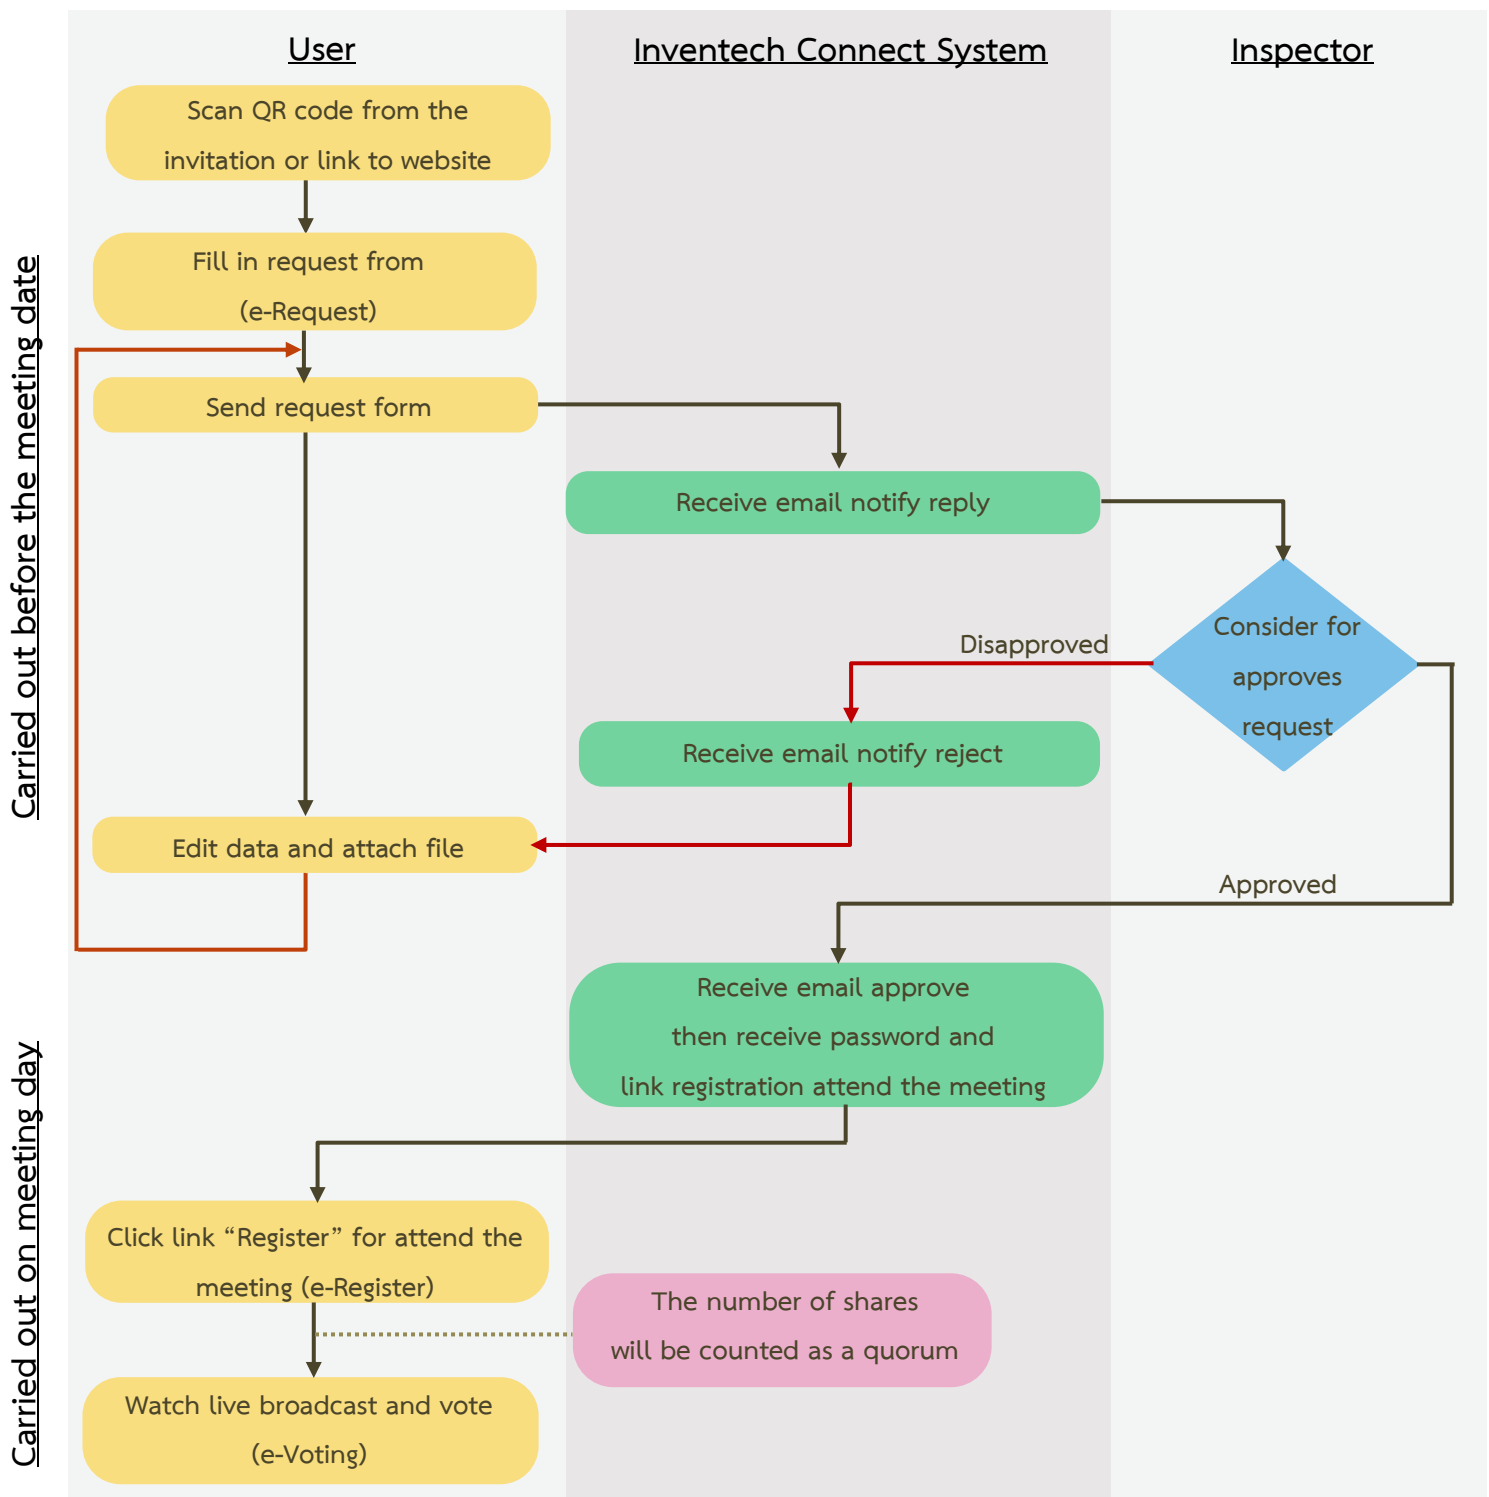 User
Inventech Connect System
Inspector
Carried out before the meeting date
Scan QR code from the
invitation or link to website
Fill in request from
(e-Request)
Send request form
Receive email notify reply
Consider for
approves
request
Disapproved
Receive email notify reject
Edit data and attach file
Approved
Receive email approve
then receive password and
link registration attend the meeting
Carried out on meeting day
Click link “Register” for attend the
meeting (e-Register)
The number of shares
will be counted as a quorum
Watch live broadcast and vote
(e-Voting)